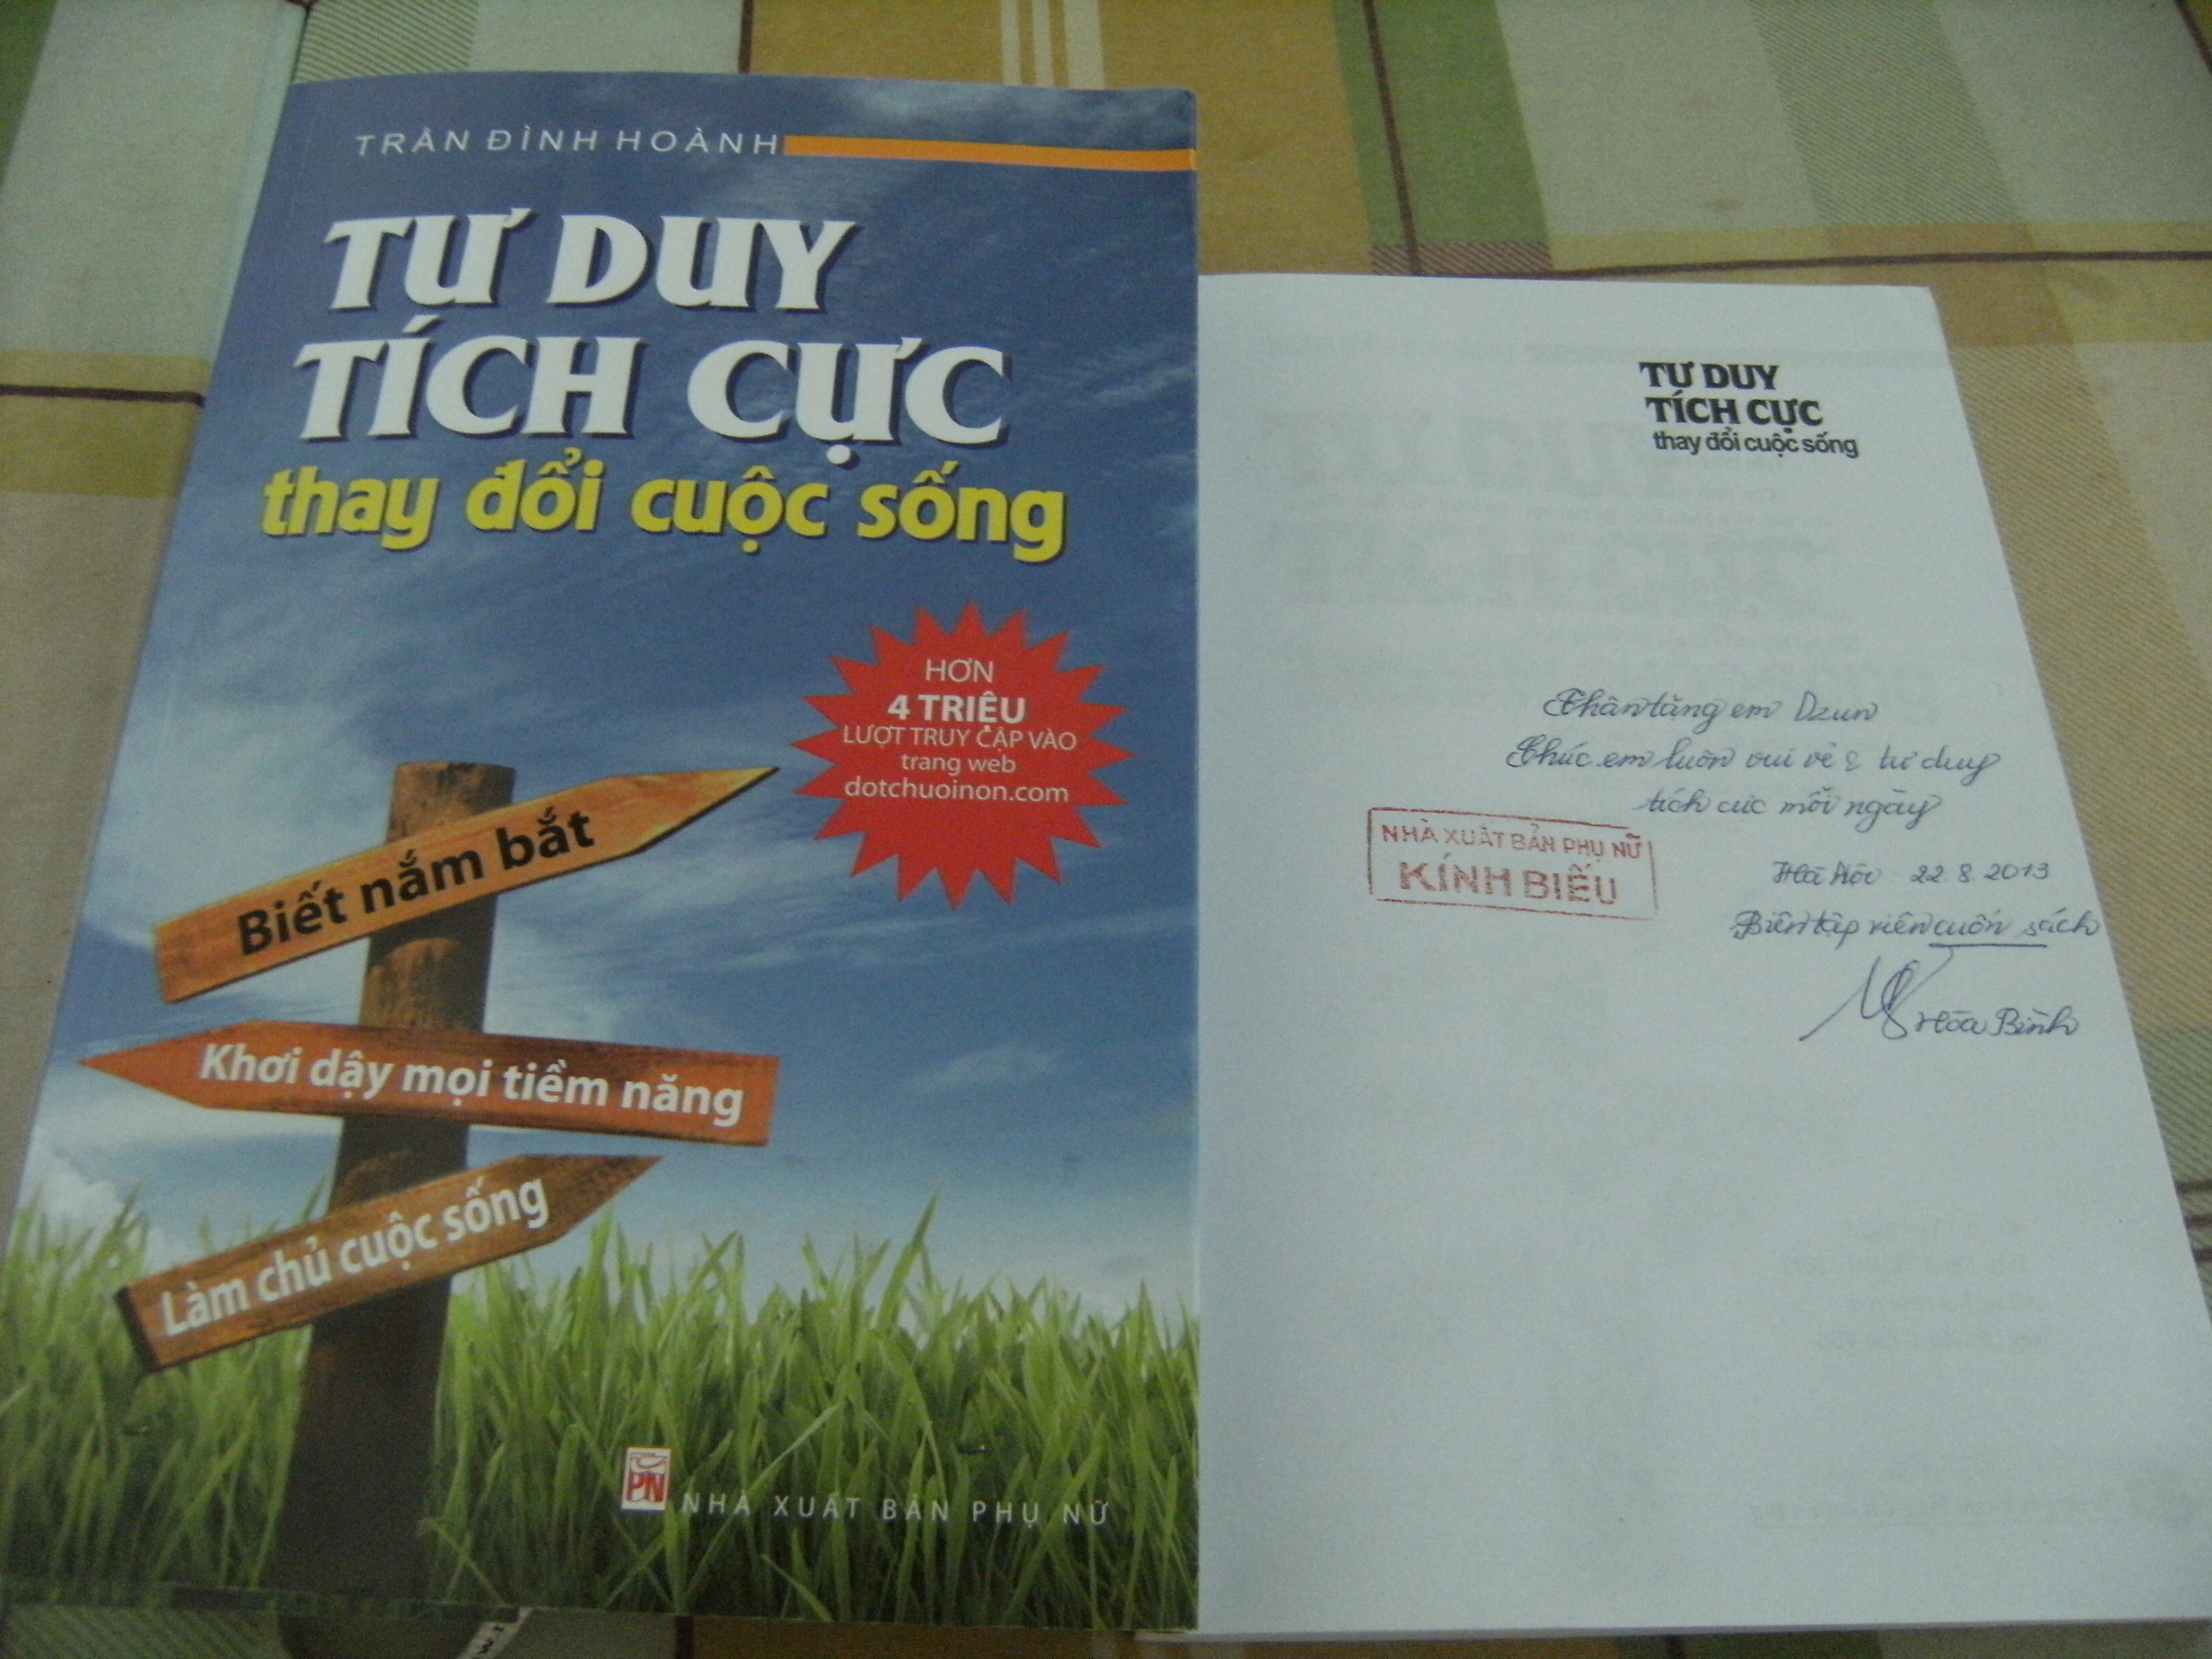 TRẦN ĐÌNH HOÀNH
TƯ DUY
TÍCH CỰC
thay đổi cuộc sống
HƠN
4 TRIỆU
LƯỢT TRUY CẬP VÀO
trang web
dotchuoinon.com
Biết nắm bắt
Khơi dậy mọi tiềm năng
Làm chủ cuộc sống
PN
NHÀ XUẤT BẢN PHỤ NỮ
TƯ DUY
TÍCH CỰC
thay đổi cuộc sống
Thân tặng em Dzun
Chúc em luôn vui vẻ & tư duy
tích cực mỗi ngày
NHÀ XUẤT BẢN PHỤ NỮ
KÍNH BIẾU
Hà Nội 22.8.2013
Biên tập viên cuốn sách
Hòa Bình